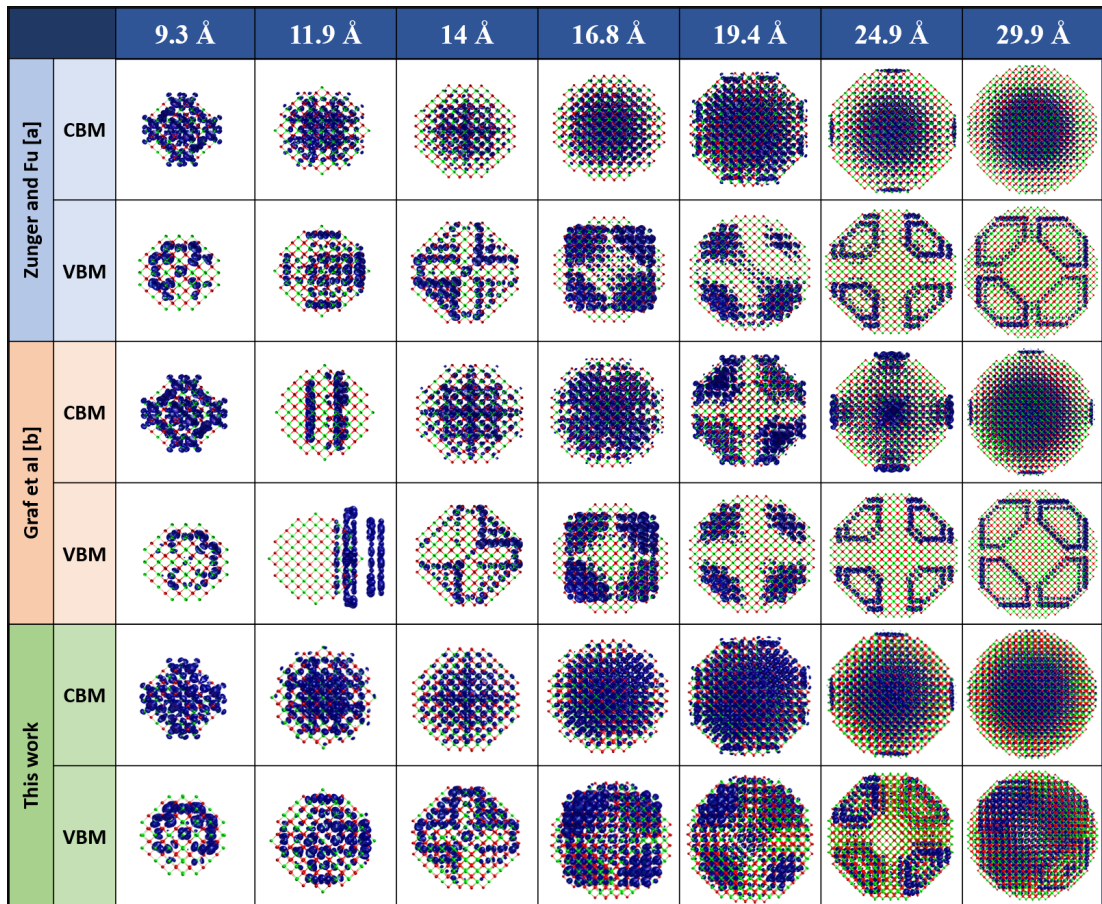 9.3 Å 11.9 Å 14 Å 16.8 Å 19.4 Å 24.9 Å 29.9 Å
Zunger and Fu [a]
CBM
VBM
Graf et al [b]
CBM
VBM
This work
CBM
VBM